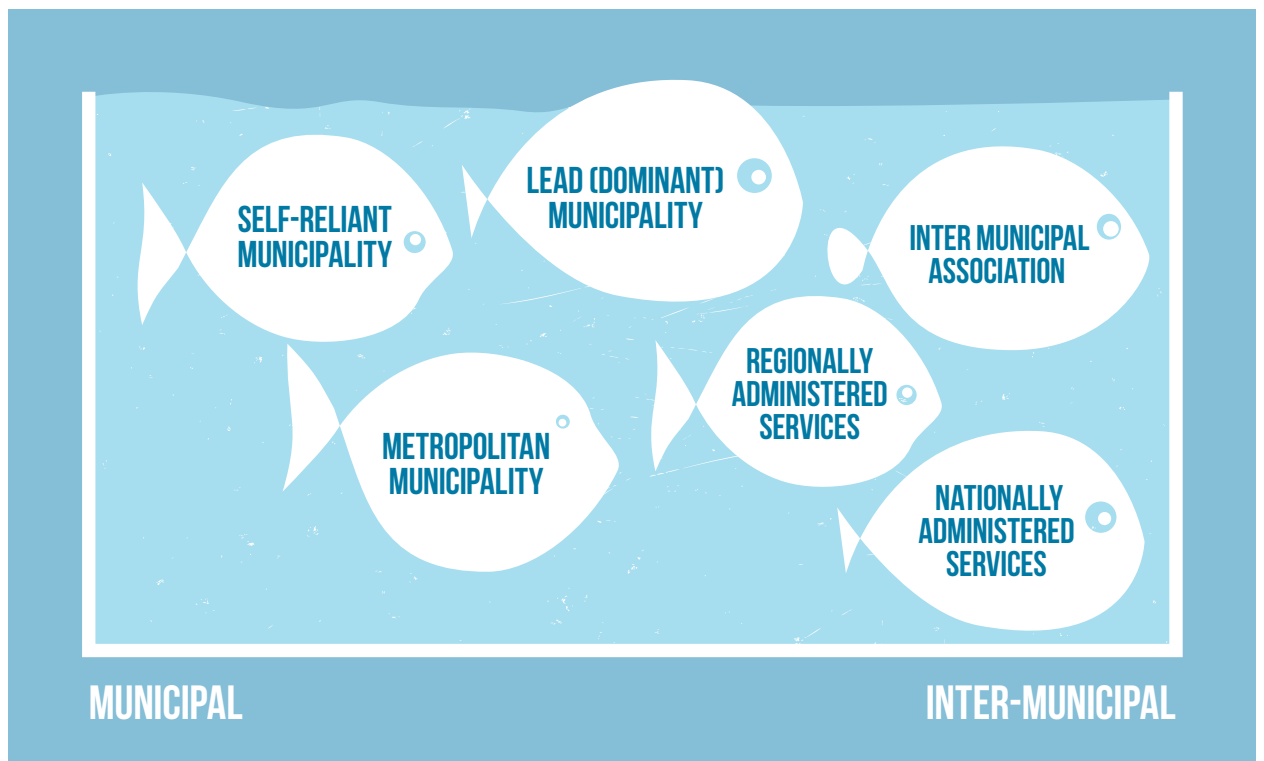 SELF-RELIANT
MUNICIPALITY
LEAD (DOMINANT)
MUNICIPALITY
INTER MUNICIPAL
ASSOCIATION
METROPOLITAN
MUNICIPALITY
REGIONALLY
ADMINISTERED
SERVICES
NATIONALLY
ADMINISTERED
SERVICES
MUNICIPAL
INTER-MUNICIPAL